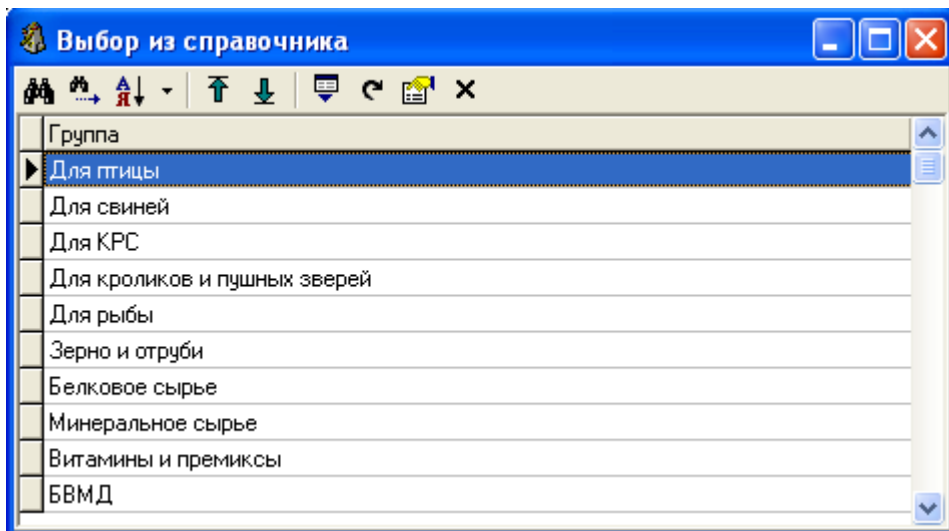 Выбор из справочника
А
Я
Группа
Для птицы
Для свиней
Для КРС
Для кроликов и пушных зверей
Для рыбы
Зерно и отруби
Белковое сырье
Минеральное сырье
Витамины и премиксы
БВМД